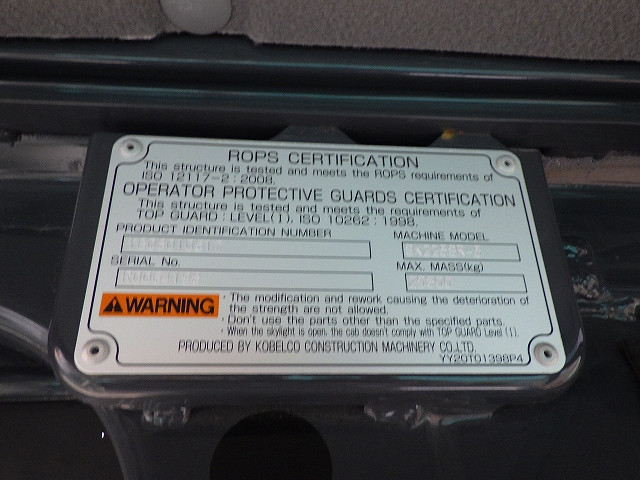 ROPS CERTIFICATION
This structure is tested and meets the ROPS requirements of
ISO 12117-2 : 2008.
OPERATOR PROTECTIVE GUARDS CERTIFICATION
This structure is tested and meets the requirements of
TOP GUARD : LEVEL(1), ISO 10262 : 1998.
PRODUCT IDENTIFICATION NUMBER
MACHINE MODEL
SERIAL No.
MAX. MASS(kg)
WARNING
· The modification and rework causing the deterioration of
the strength are not allowed.
· Don't use the parts other than the specified parts.
· When the skylight is open, the cab doesn't comply with TOP GUARD Level (1).
PRODUCED BY KOBELCO CONSTRUCTION MACHINERY CO.,LTD.
YY20T01398P4